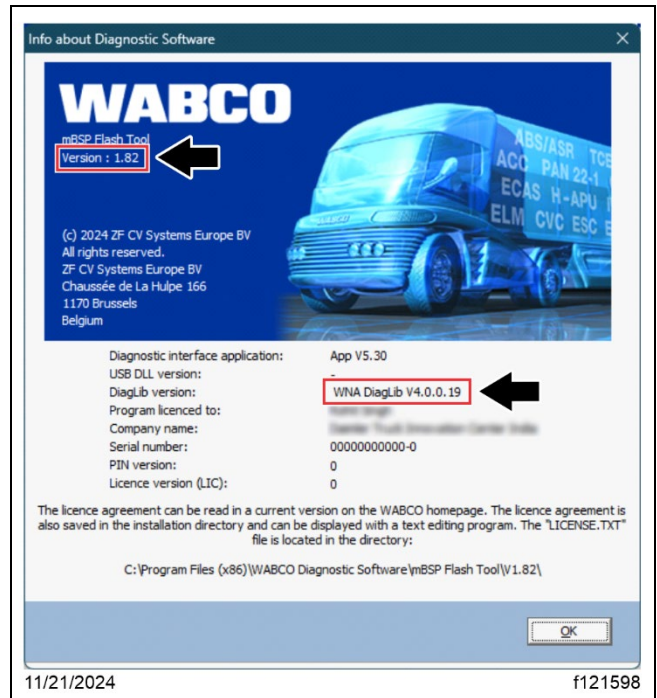 Info about Diagnostic Software
WABCO
mBSP Flash Tool
Version : 1.82
ABS/ASR TCE
ACC PAN 22-1
ECAS H-APU
ELM CVC ESC E
(c) 2024 ZF CV Systems Europe BV
All rights reserved.
ZF CV Systems Europe BV
Chaussée de La Hulpe 166
1170 Brussels
Belgium
Diagnostic interface application: App V5.30
USB DLL version: -
DiagLib version: WNA DiagLib V4.0.0.19
Program licenced to:
Company name:
Serial number: 00000000000-0
PIN version: 0
Licence version (LIC): 0
The licence agreement can be read in a current version on the WABCO homepage. The licence agreement is
also saved in the installation directory and can be displayed with a text editing program. The "LICENSE.TXT"
file is located in the directory:
C:\Program Files (x86)\WABCO Diagnostic Software\mBSP Flash Tool\V1.82\
OK
11/21/2024 f121598